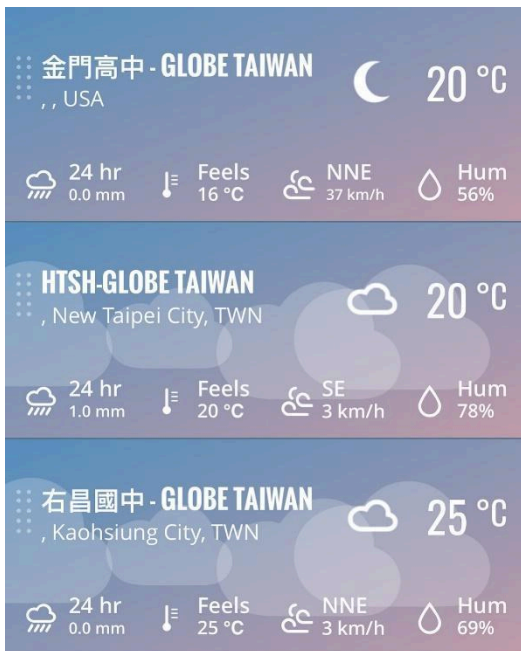 金門高中 - GLOBE TAIWAN
20 °C
, , USA
24 hr Feels NNE Hum
0.0 mm 16 °C 37 km/h 56%
HTSH-GLOBE TAIWAN
20 °C
, New Taipei City, TWN
24 hr Feels SE Hum
1.0 mm 20 °C 3 km/h 78%
右昌國中 - GLOBE TAIWAN
25 °C
, Kaohsiung City, TWN
24 hr Feels NNE Hum
0.0 mm 25 °C 3 km/h 69%